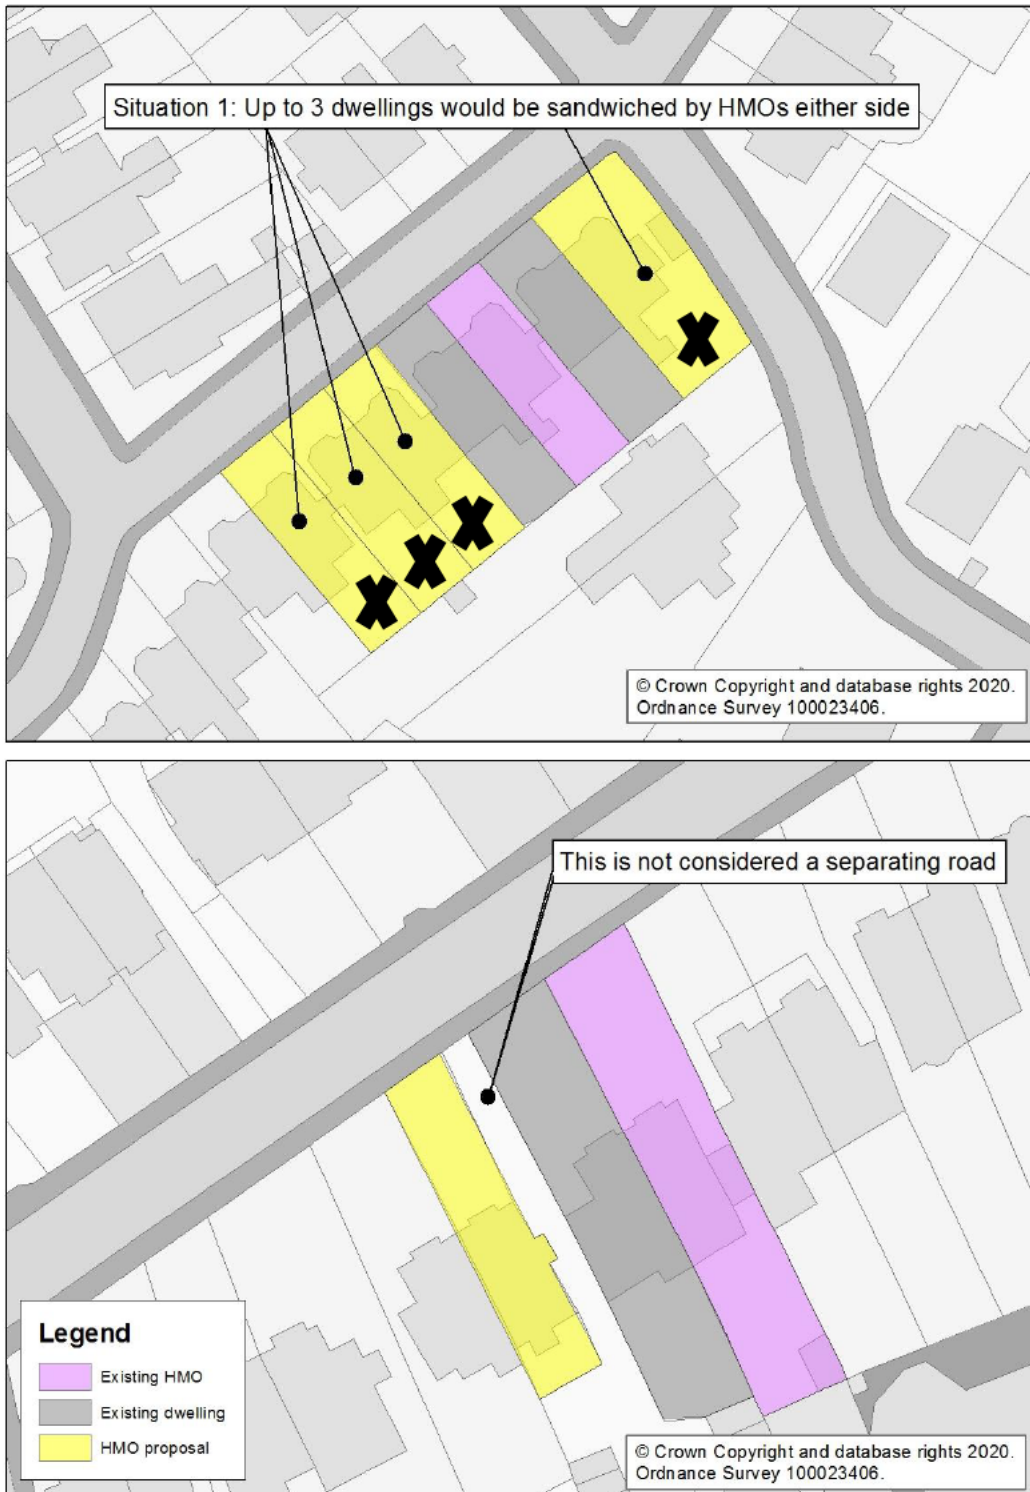 Situation 1: Up to 3 dwellings would be sandwiched by HMOs either side
© Crown Copyright and database rights 2020.
Ordnance Survey 100023406.
This is not considered a separating road
Legend
Existing HMO
Existing dwelling
HMO proposal
© Crown Copyright and database rights 2020.
Ordnance Survey 100023406.